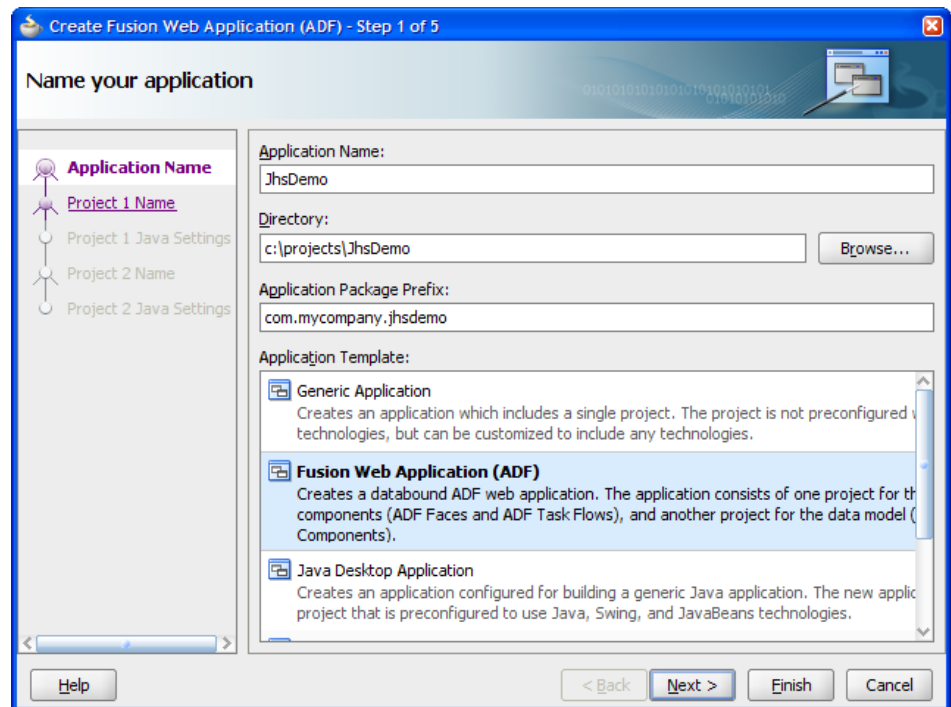 Create Fusion Web Application (ADF) - Step 1 of 5
Name your application
Application Name
Project 1 Name
Project 1 Java Settings
Project 2 Name
Project 2 Java Settings
Application Name:
JhsDemo
Directory:
c:\projects\JhsDemo
Browse...
Application Package Prefix:
com.mycompany.jhsdemo
Application Template:
Generic Application
Creates an application which includes a single project. The project is not preconfigured
technologies, but can be customized to include any technologies.
Fusion Web Application (ADF)
Creates a databound ADF web application. The application consists of one project for
components (ADF Faces and ADF Task Flows), and another project for the data model (
Components).
Java Desktop Application
Creates an application configured for building a generic Java application. The new
project that is preconfigured to use Java, Swing, and JavaBeans technologies.
Help
< Back
Next >
Finish
Cancel